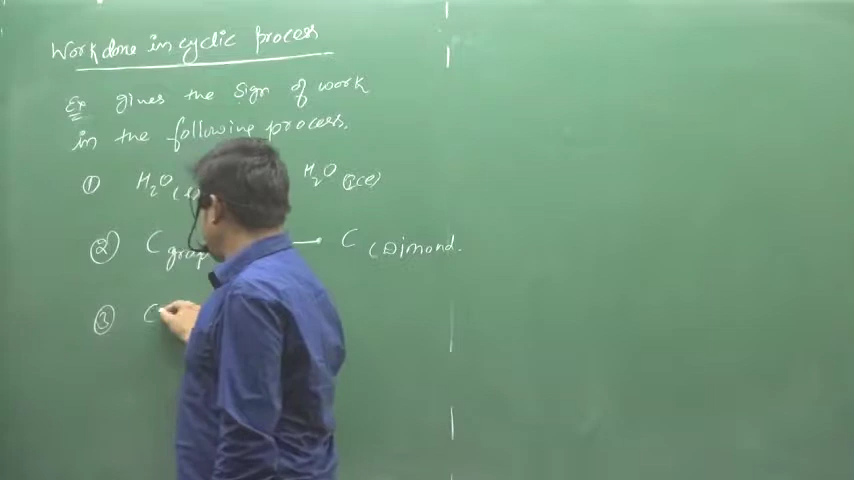 Work done in cyclic process
Ex gives the sign of work
in the following process.
① H₂O H₂O (ice)
② C C (Dimond.
③ C